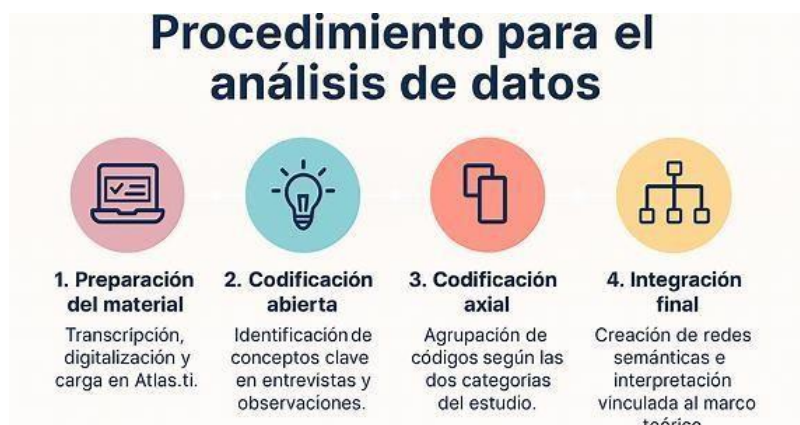 Procedimiento para el
análisis de datos
1. Preparación
del material
Transcripción,
digitalización y
carga en Atlas.ti.
2. Codificación
abierta
Identificación de
conceptos clave
en entrevistas y
observaciones.
3. Codificación
axial
Agrupación de
códigos según las
dos categorías
del estudio.
4. Integración
final
Creación de redes
semánticas e
interpretación
vinculada al marco
teórico.